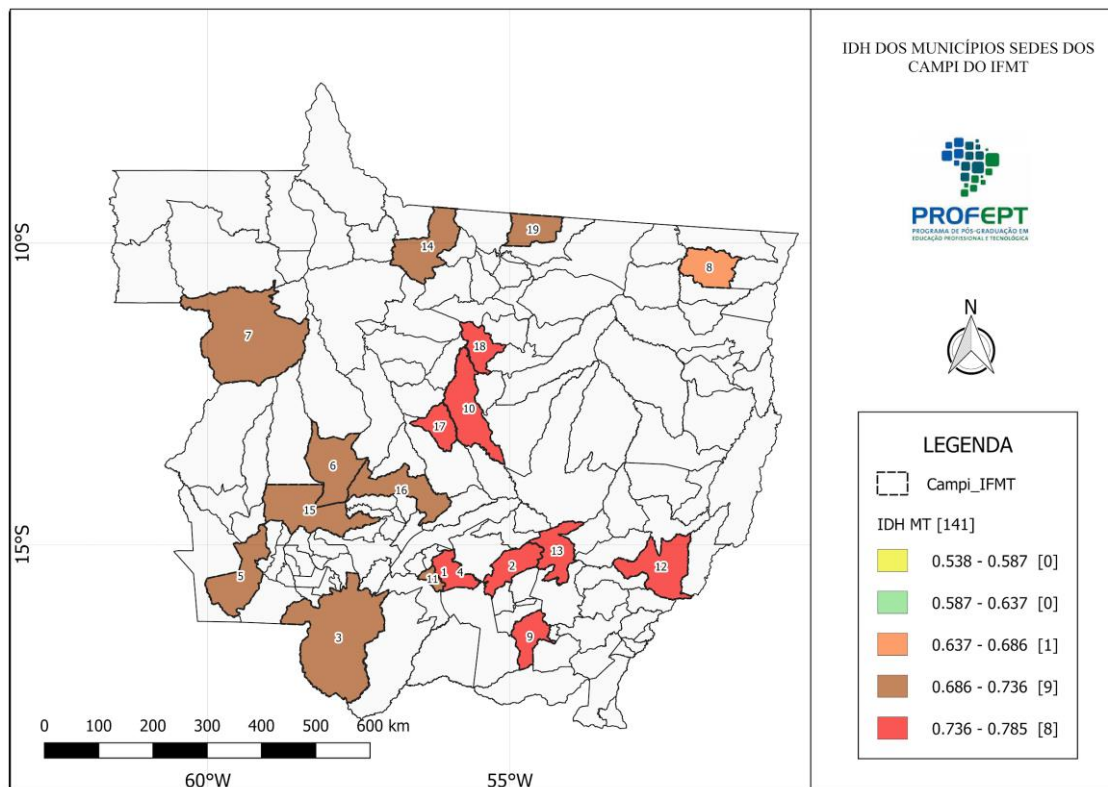 IDH DOS MUNICÍPIOS SEDES DOS
CAMPI DO IFMT
PROFEPT
PROGRAMA DE PÓS-GRADUAÇÃO EM
EDUCAÇÃO PROFISSIONAL E TECNOLÓGICA
N
LEGENDA
Campi_IFMT
IDH MT [141]
0.538 - 0.587 [0]
0.587 - 0.637 [0]
0.637 - 0.686 [1]
0.686 - 0.736 [9]
0.736 - 0.785 [8]
10°S
15°S
14
19
8
7
18
10
17
6
16
15
13
2
12
5
11
1
4
9
3
0 100 200 300 400 500 600 km
60°W 55°W